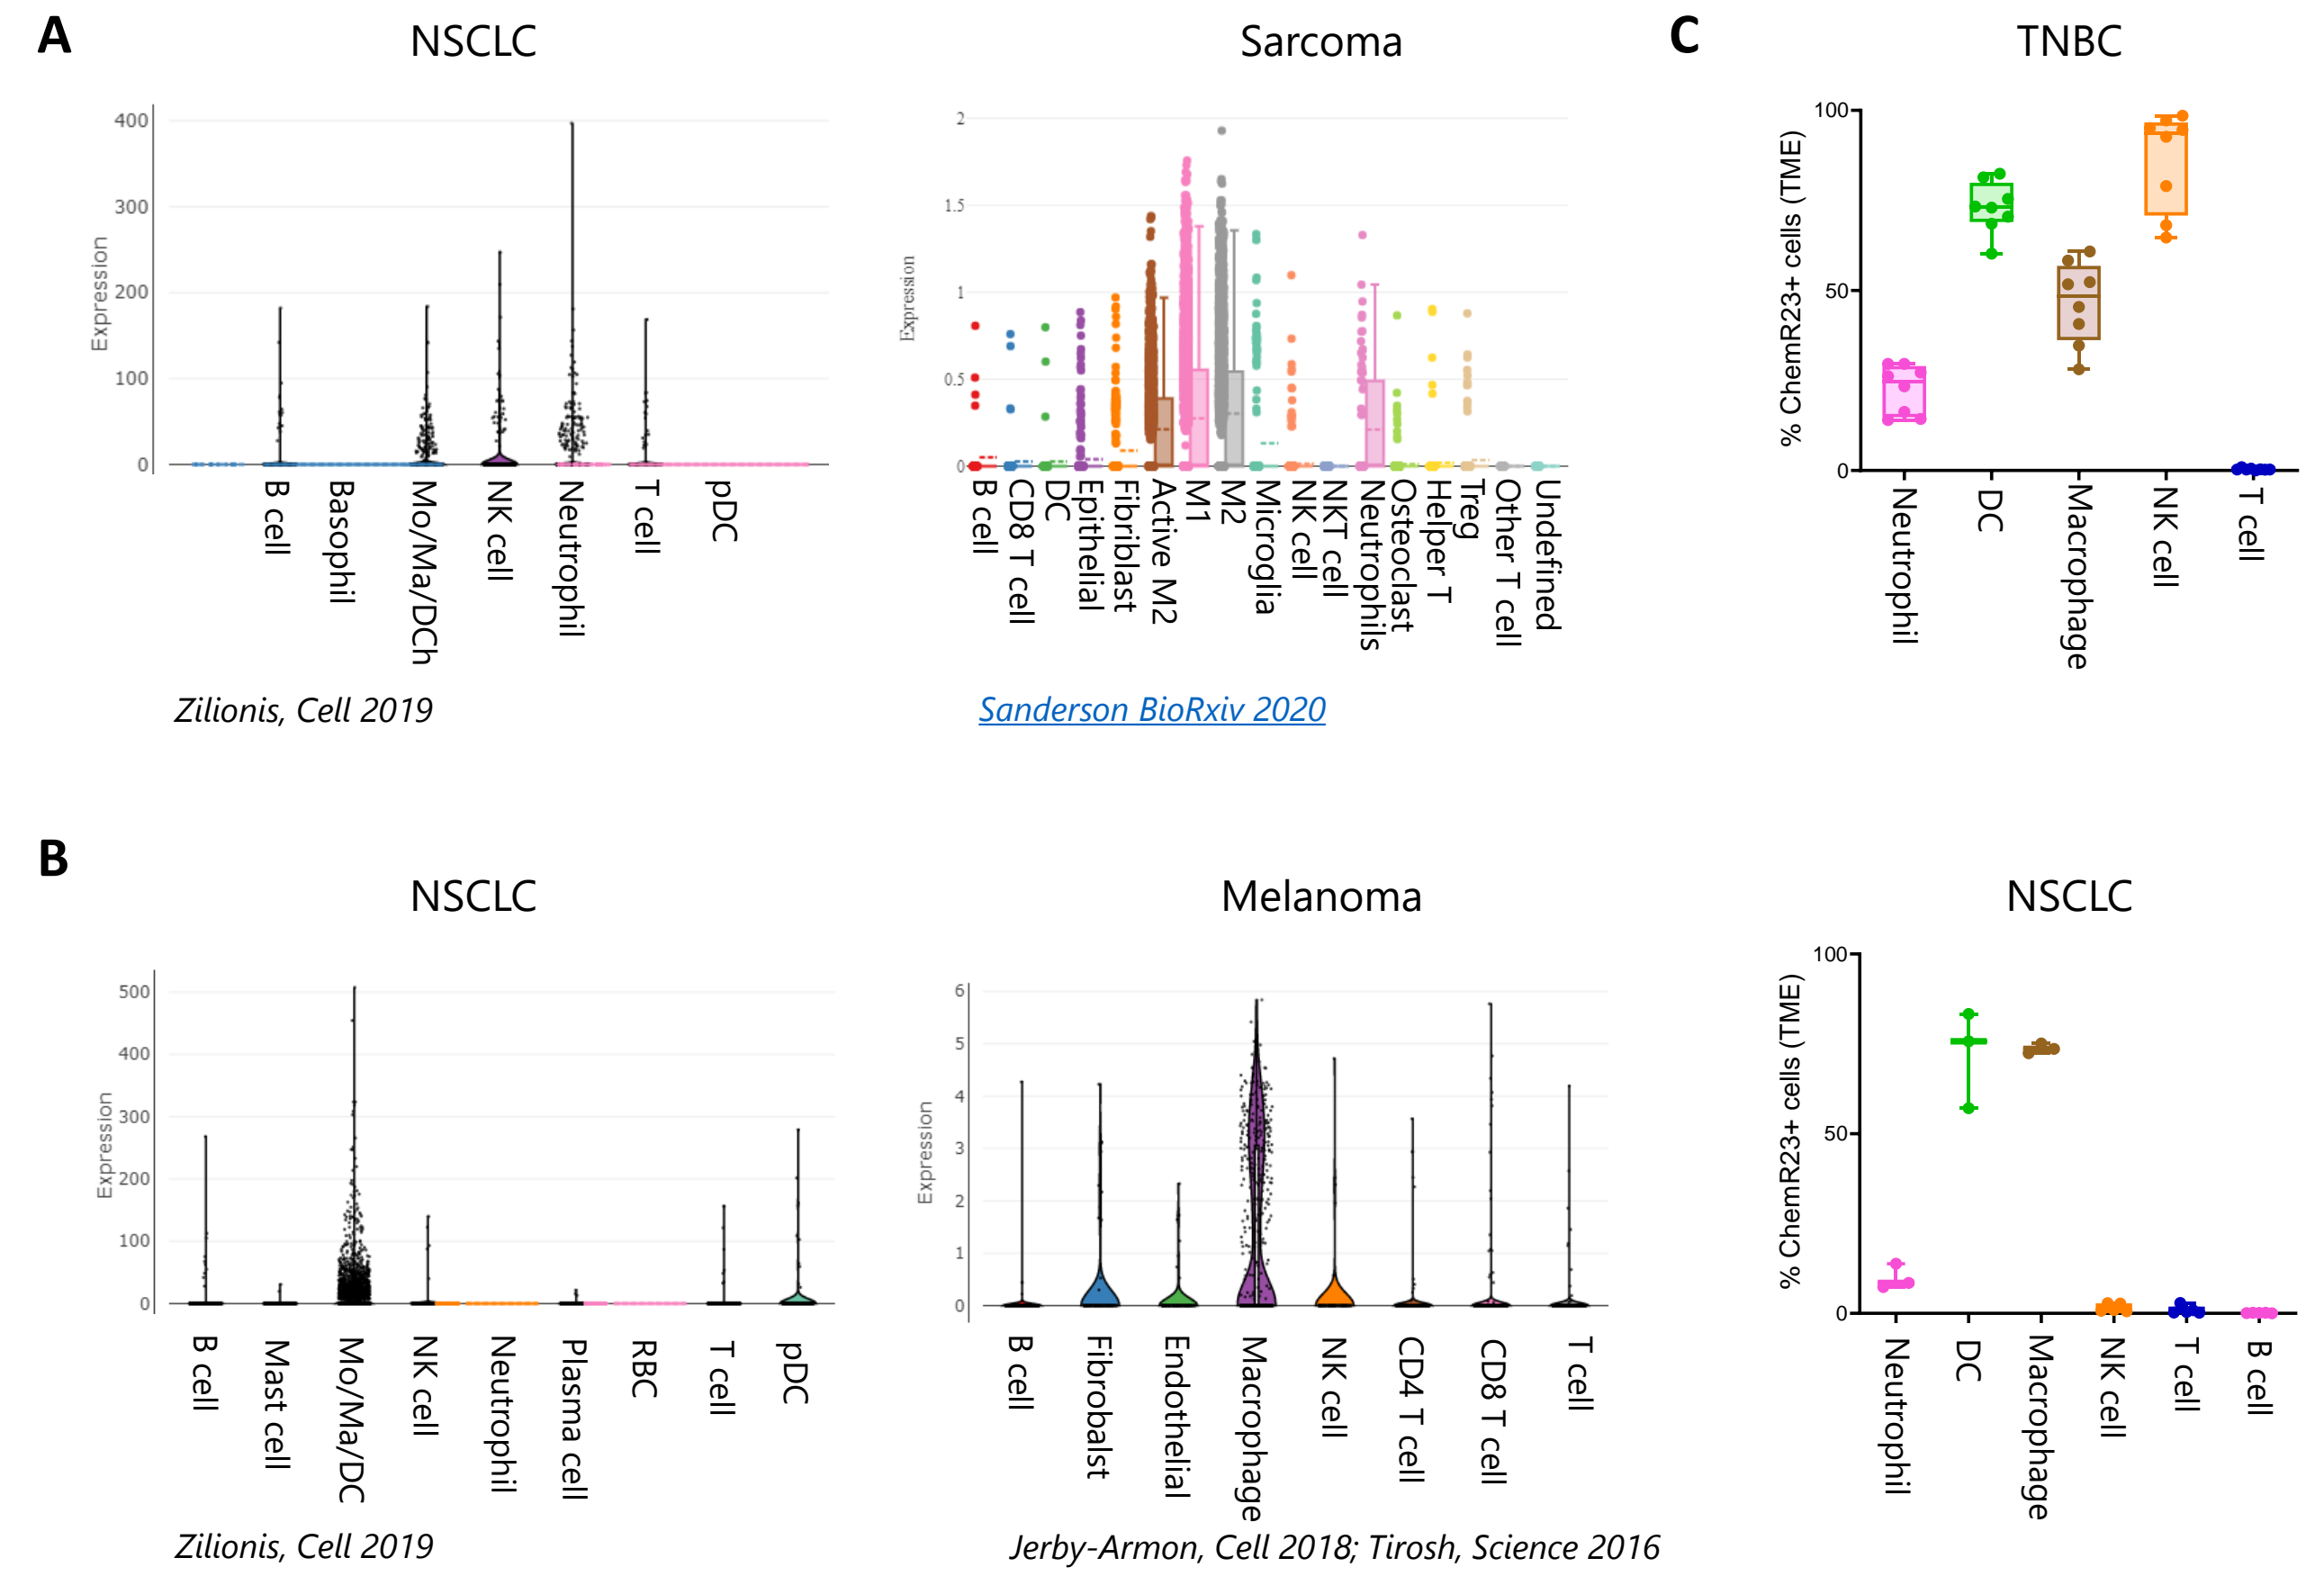 A
NSCLC
Sarcoma
C
TNBC
Expression
400
300
200
100
0
B cell
Basophil
Mo/Ma/DCh
NK cell
Neutrophil
T cell
pDC
Zilionis, Cell 2019
Expression
2
1.5
1
0.5
0
B cell
CD8 T cell
DC
Epithelial
Fibriblast
Active M2
M1
M2
Microglia
NK cell
NKT cell
Neutrophils
Osteoclast
Helper T
Treg
Other T cell
Undefined
Sanderson BioRxiv 2020
% ChemR23+ cells (TME)
100
50
0
Neutrophil
DC
Macrophage
NK cell
T cell
B
NSCLC
Melanoma
NSCLC
Expression
500
400
300
200
100
0
B cell
Mast cell
Mo/Ma/DC
NK cell
Neutrophil
Plasma cell
RBC
T cell
pDC
Zilionis, Cell 2019
Expression
6
5
4
3
2
1
0
B cell
Fibrobalst
Endothelial
Macrophage
NK cell
CD4 T cell
CD8 T cell
T cell
Jerby-Armon, Cell 2018; Tirosh, Science 2016
% ChemR23+ cells (TME)
100
50
0
Neutrophil
DC
Macrophage
NK cell
T cell
B cell